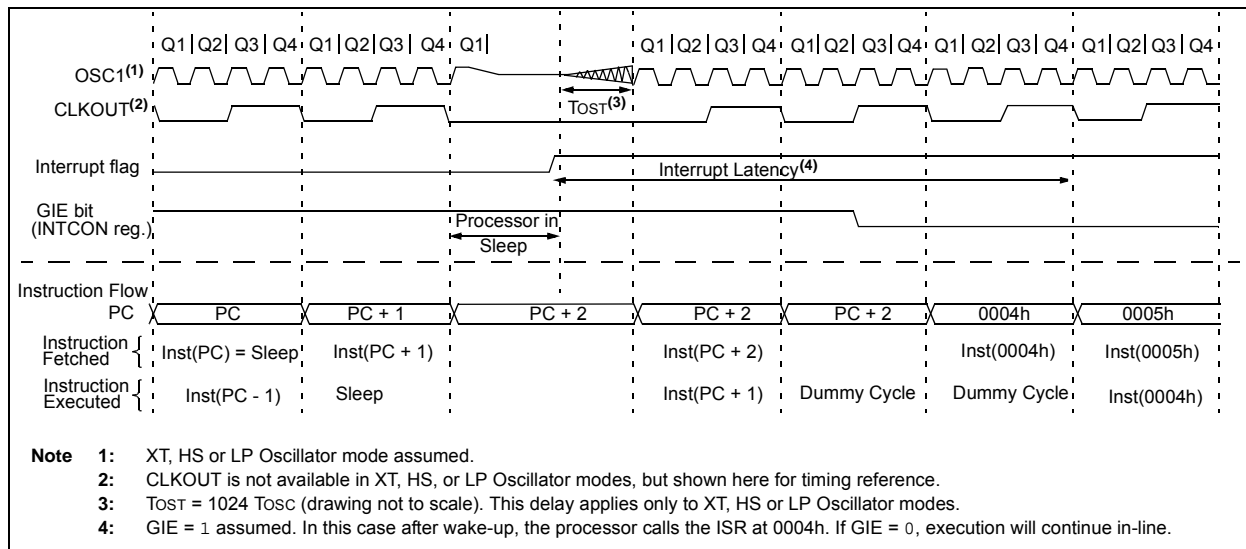 Q1 Q2 Q3 Q4 Q1 Q2 Q3 Q4 Q1 Q1 Q2 Q3 Q4 Q1 Q2 Q3 Q4 Q1 Q2 Q3 Q4 Q1 Q2 Q3 Q4
OSC1(1)
TOST(3)
CLKOUT(2)
Interrupt flag
Interrupt Latency(4)
GIE bit
(INTCON reg.)
Processor in
Sleep
Instruction Flow
PC PC PC + 1 PC + 2 PC + 2 PC + 2 0004h 0005h
Instruction
Fetched
Inst(PC) = Sleep Inst(PC + 1) Inst(PC + 2) Inst(0004h) Inst(0005h)
Instruction
Executed
Inst(PC - 1) Sleep Inst(PC + 1) Dummy Cycle Dummy Cycle Inst(0004h)
Note 1: XT, HS or LP Oscillator mode assumed.
2: CLKOUT is not available in XT, HS, or LP Oscillator modes, but shown here for timing reference.
3: TOST = 1024 TOSC (drawing not to scale). This delay applies only to XT, HS or LP Oscillator modes.
4: GIE = 1 assumed. In this case after wake-up, the processor calls the ISR at 0004h. If GIE = 0, execution will continue in-line.